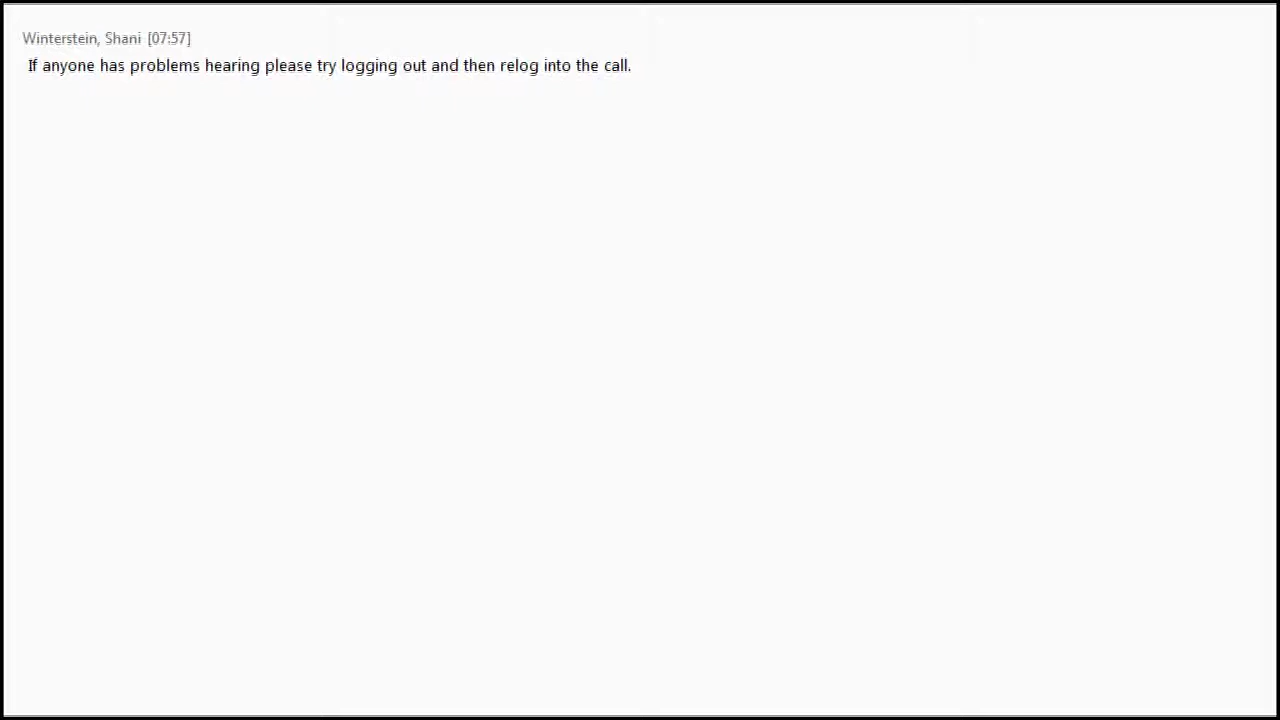 Winterstein, Shani [07:57]
If anyone has problems hearing please try logging out and then relog into the call.